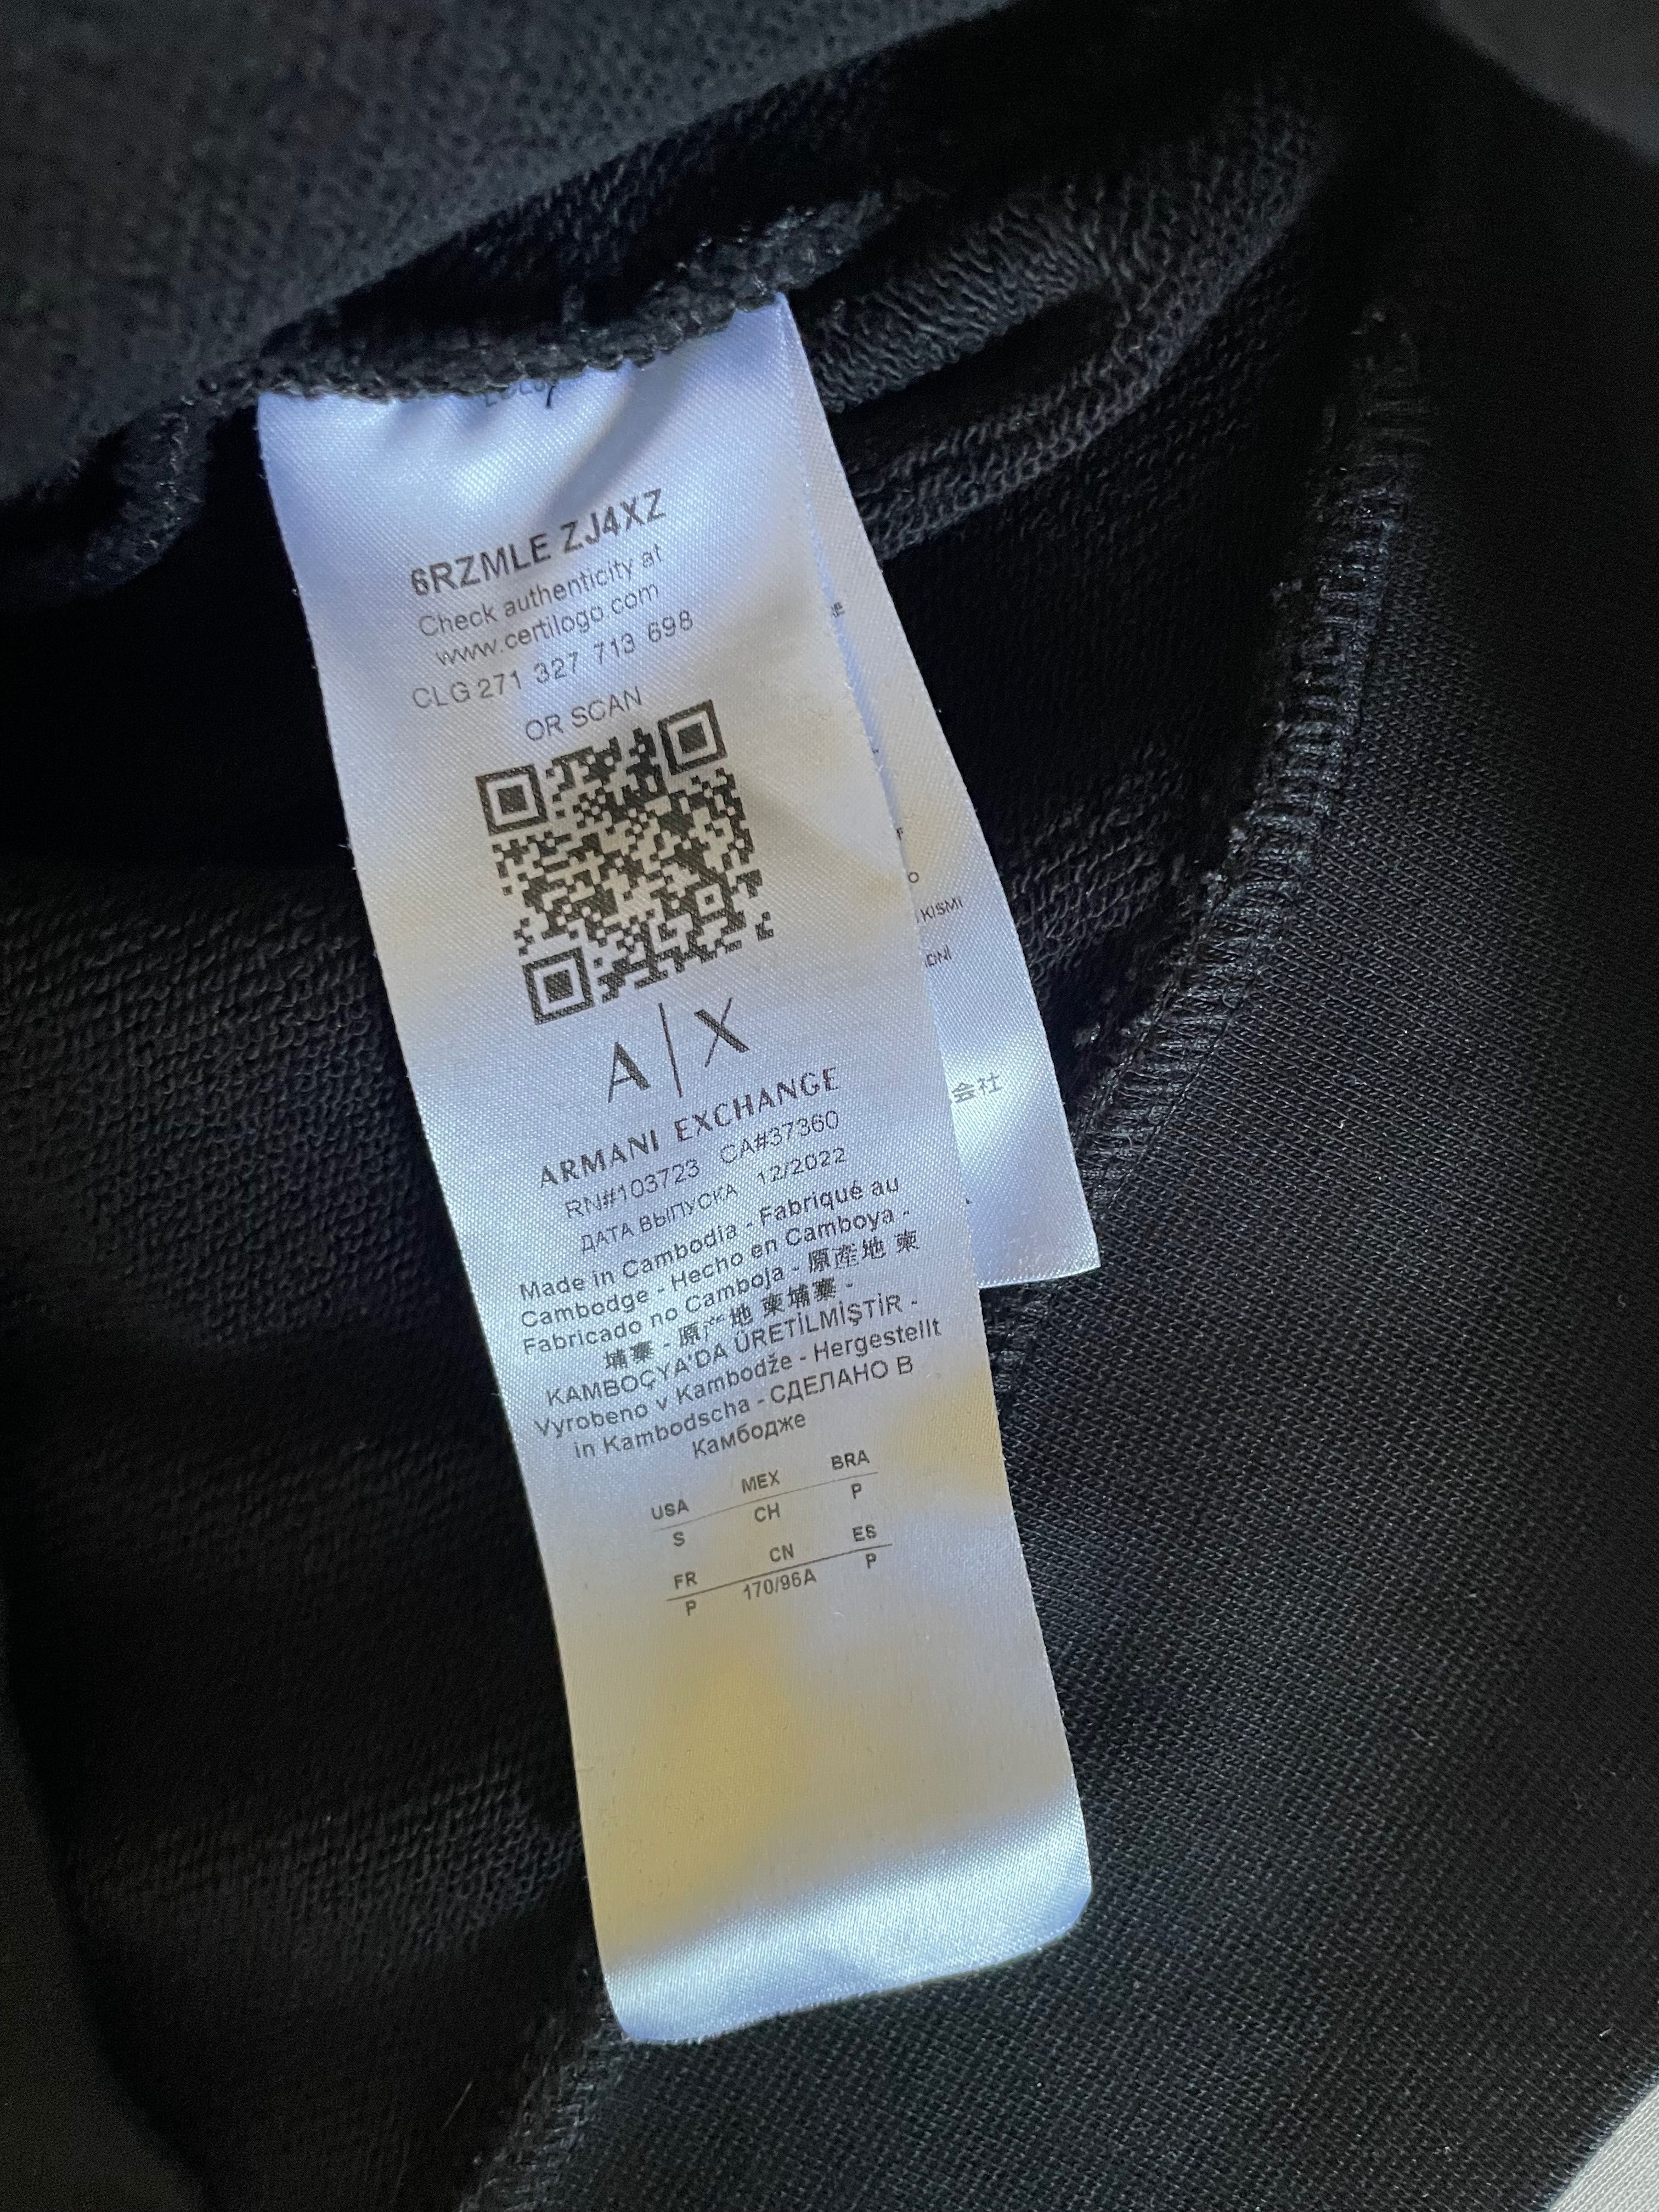 6RZMLE ZJ4XZ
Check authenticity at
www.certilogo.com
CLG 271 327 713 698
OR SCAN
A|X
ARMANI EXCHANGE
RN#103723 CA#37360
ДАТА ВЫПУСКА 12/2022
Made in Cambodia - Fabriqué au
Cambodge - Hecho en Camboya -
Fabricado no Camboja - 原産地 柬
埔寨 - 原产地 柬埔寨 -
KAMBOÇYA'DA ÜRETİLMİŞTİR -
Vyrobeno v Kambodže - Hergestellt
in Kambodscha - СДЕЛАНО В
Камбодже
USA MEX BRA
S CH P
FR CN ES
P 170/96A P
KISMI
会社